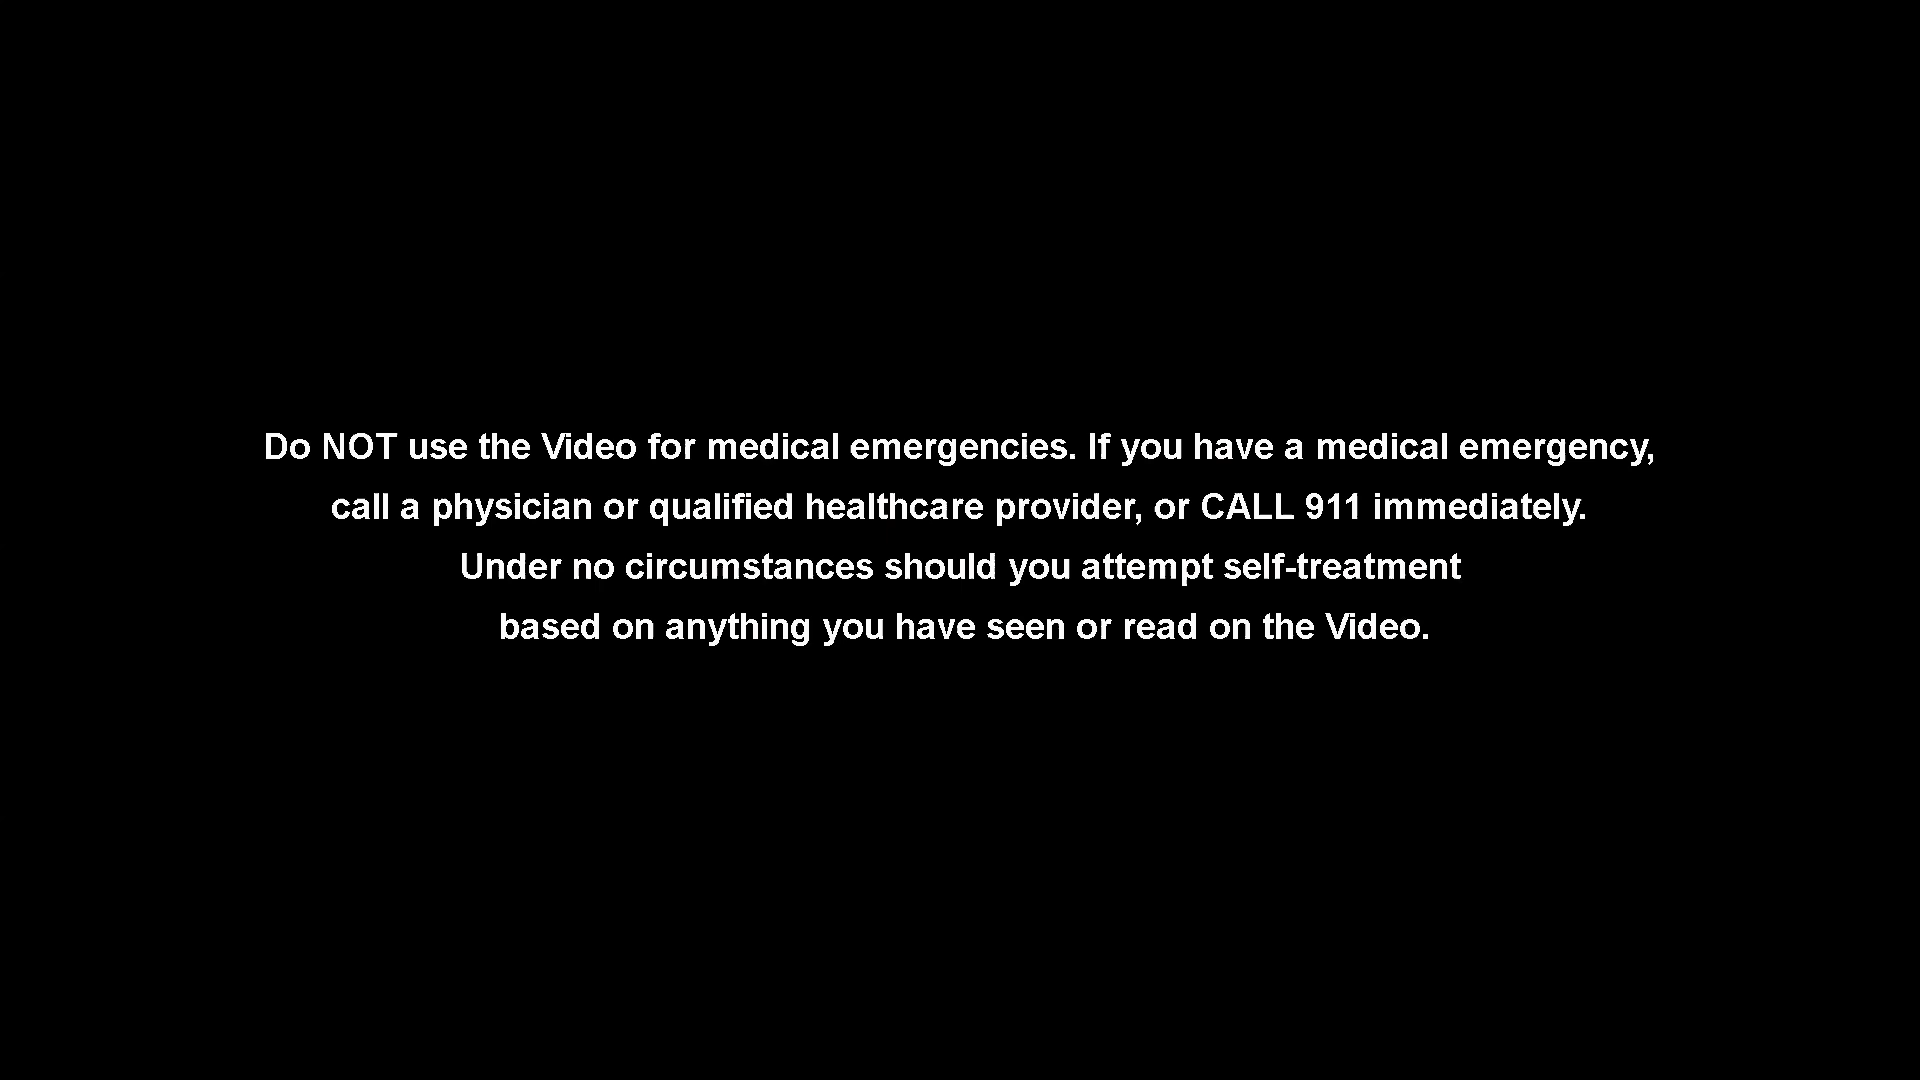 Do NOT use the Video for medical emergencies. If you have a medical emergency,
call a physician or qualified healthcare provider, or CALL 911 immediately.
Under no circumstances should you attempt self-treatment
based on anything you have seen or read on the Video.